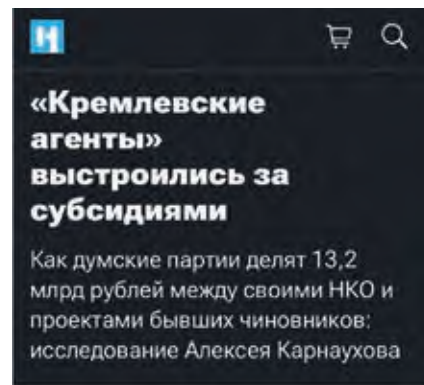 «Кремлевские
агенты»
выстроились за
субсидиями
Как думские партии делят 13,2
млрд рублей между своими НКО и
проектами бывших чиновников:
исследование Алексея Карнаухова